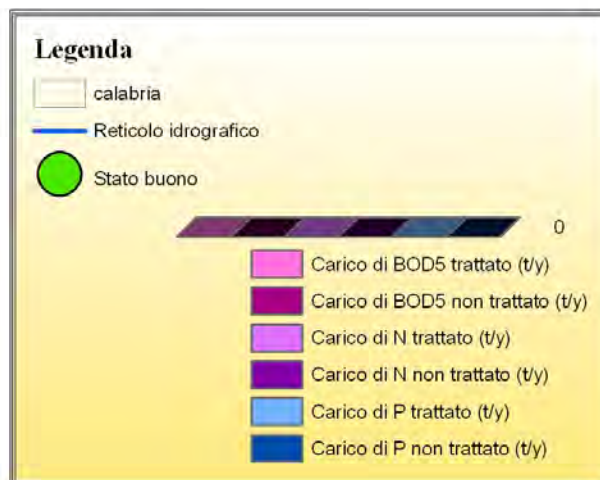 Legenda
calabria
Reticolo idrografico
Stato buono
0
Carico di BOD5 trattato (t/y)
Carico di BOD5 non trattato (t/y)
Carico di N trattato (t/y)
Carico di N non trattato (t/y)
Carico di P trattato (t/y)
Carico di P non trattato (t/y)